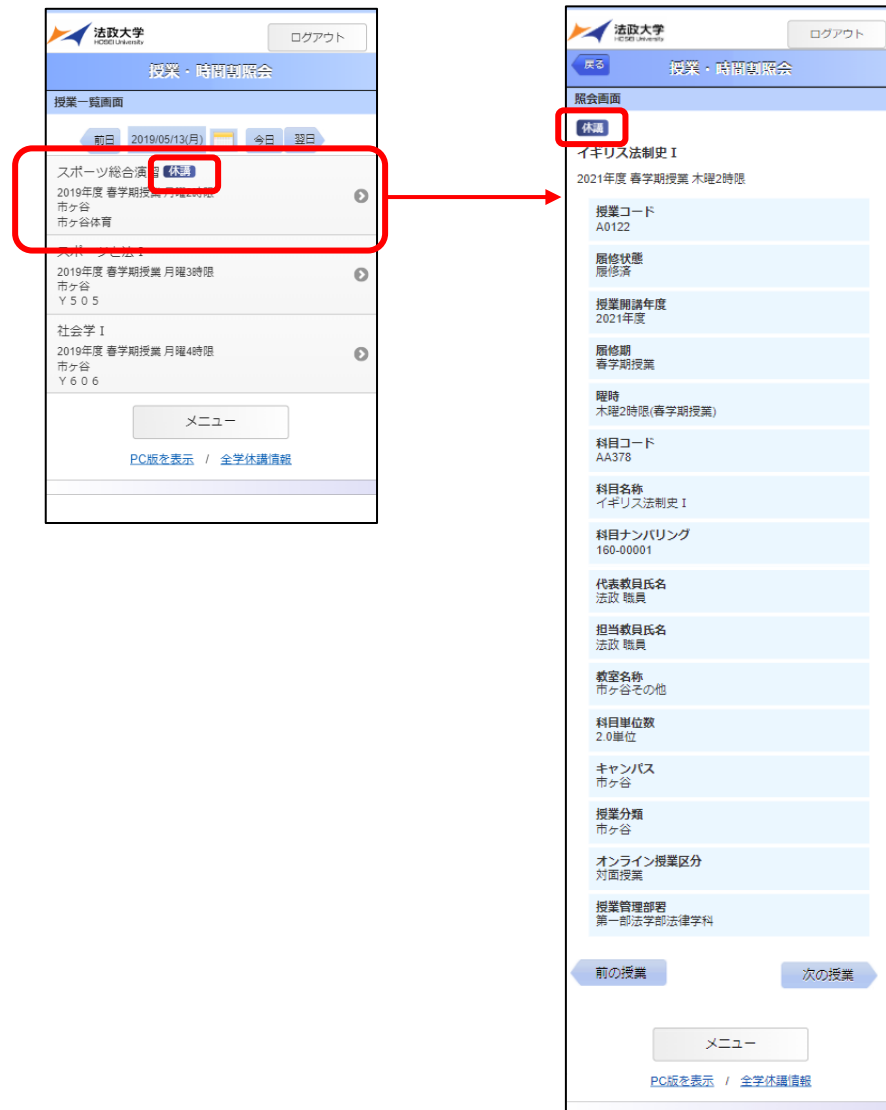 法政大学
HOSEI University
ログアウト
授業・時間割照会
授業一覧画面
前日 2019/05/13(月) 今日 翌日
スポーツ総合演習 休講
2019年度 春学期授業 月曜2時限
市ケ谷
市ケ谷体育
スポーツと法 I
2019年度 春学期授業 月曜3時限
市ケ谷
Y505
社会学 I
2019年度 春学期授業 月曜4時限
市ケ谷
Y606
メニュー
PC版を表示 / 全学休講情報
法政大学
HOSEI University
ログアウト
戻る 授業・時間割照会
照会画面
休講
イギリス法制史 I
2021年度 春学期授業 木曜2時限
授業コード
A0122
履修状態
履修済
授業開講年度
2021年度
履修期
春学期授業
曜時
木曜2時限(春学期授業)
科目コード
AA378
科目名称
イギリス法制史 I
科目ナンバリング
160-00001
代表教員氏名
法政 職員
担当教員氏名
法政 職員
教室名称
市ケ谷その他
科目単位数
2.0単位
キャンパス
市ケ谷
授業分類
市ケ谷
オンライン授業区分
対面授業
授業管理部署
第一部法学部法律学科
前の授業 次の授業
メニュー
PC版を表示 / 全学休講情報